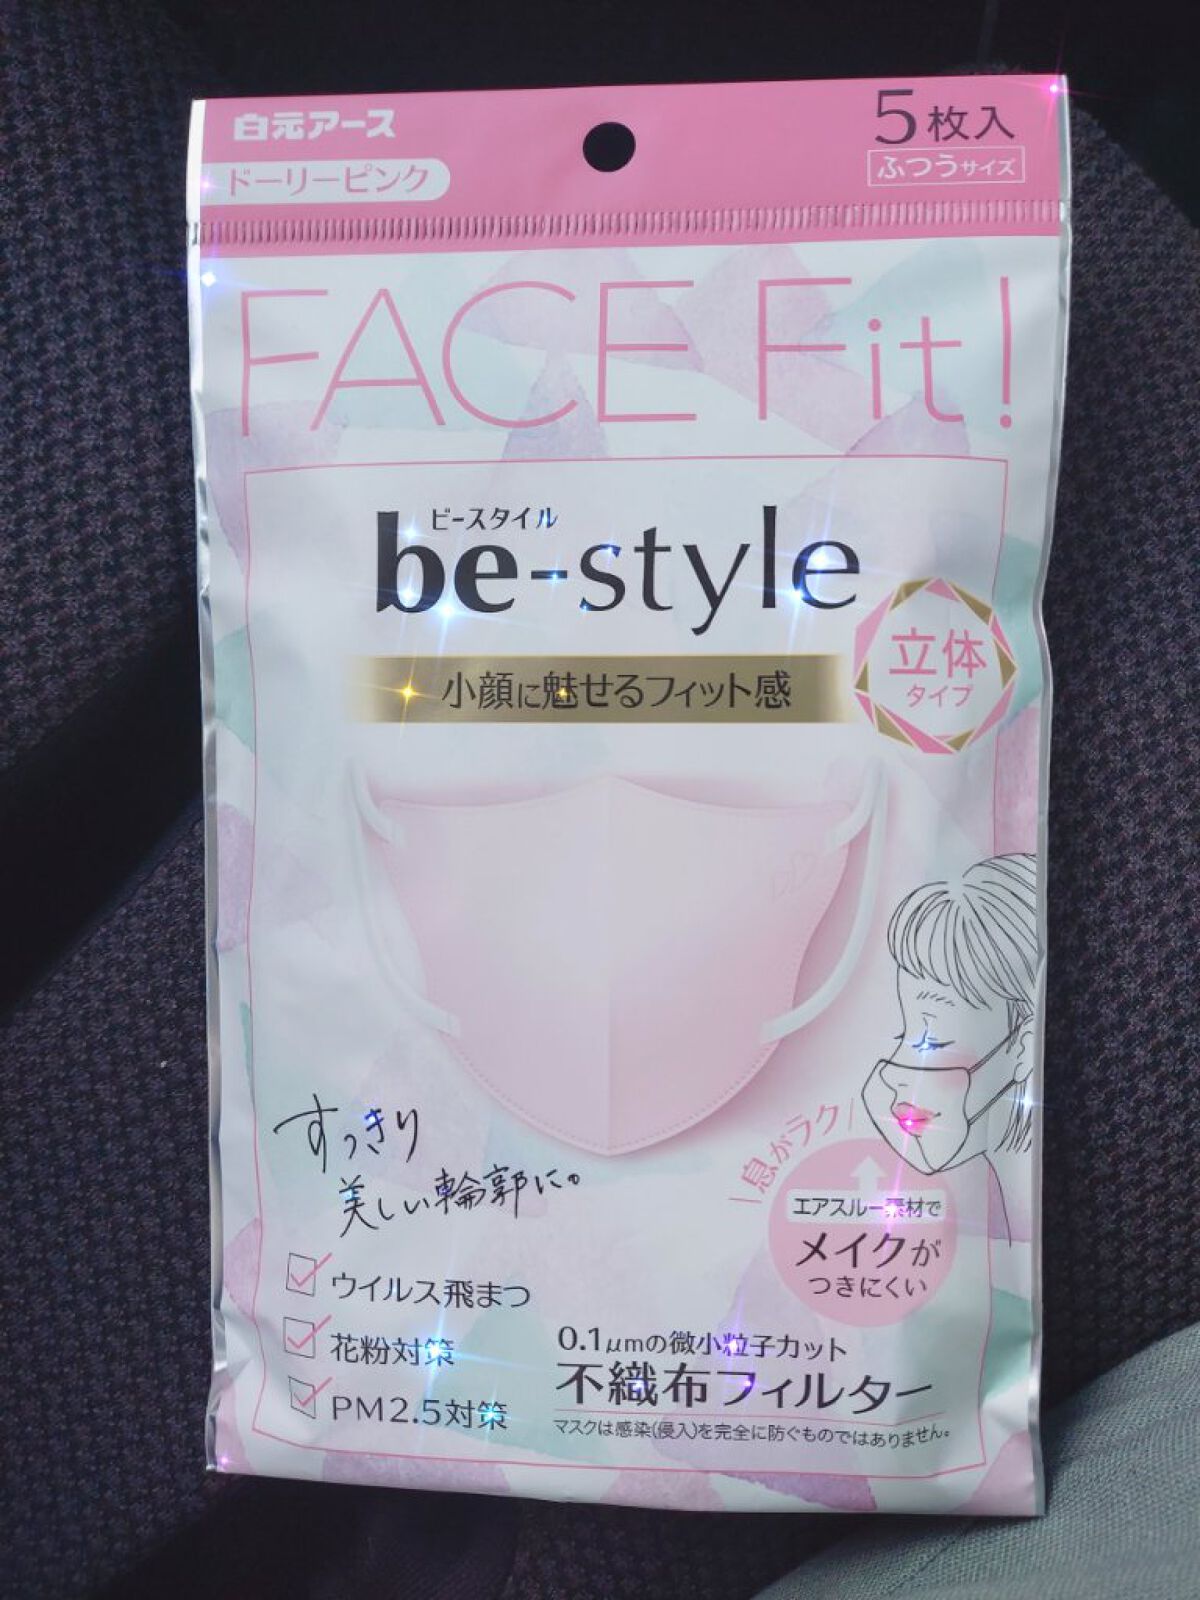 白元アース
5枚入
ドーリーピンク
ふつうサイズ
FACE Fit!
ビースタイル
be-style
小顔に魅せるフィット感
立体
タイプ
すっきり
美しい輪郭に。
息がラク
エアスルー素材で
メイクが
つきにくい
ウイルス飛まつ
花粉対策
PM2.5対策
0.1μmの微小粒子カット
不織布フィルター
マスクは感染(侵入)を完全に防ぐものではありません。